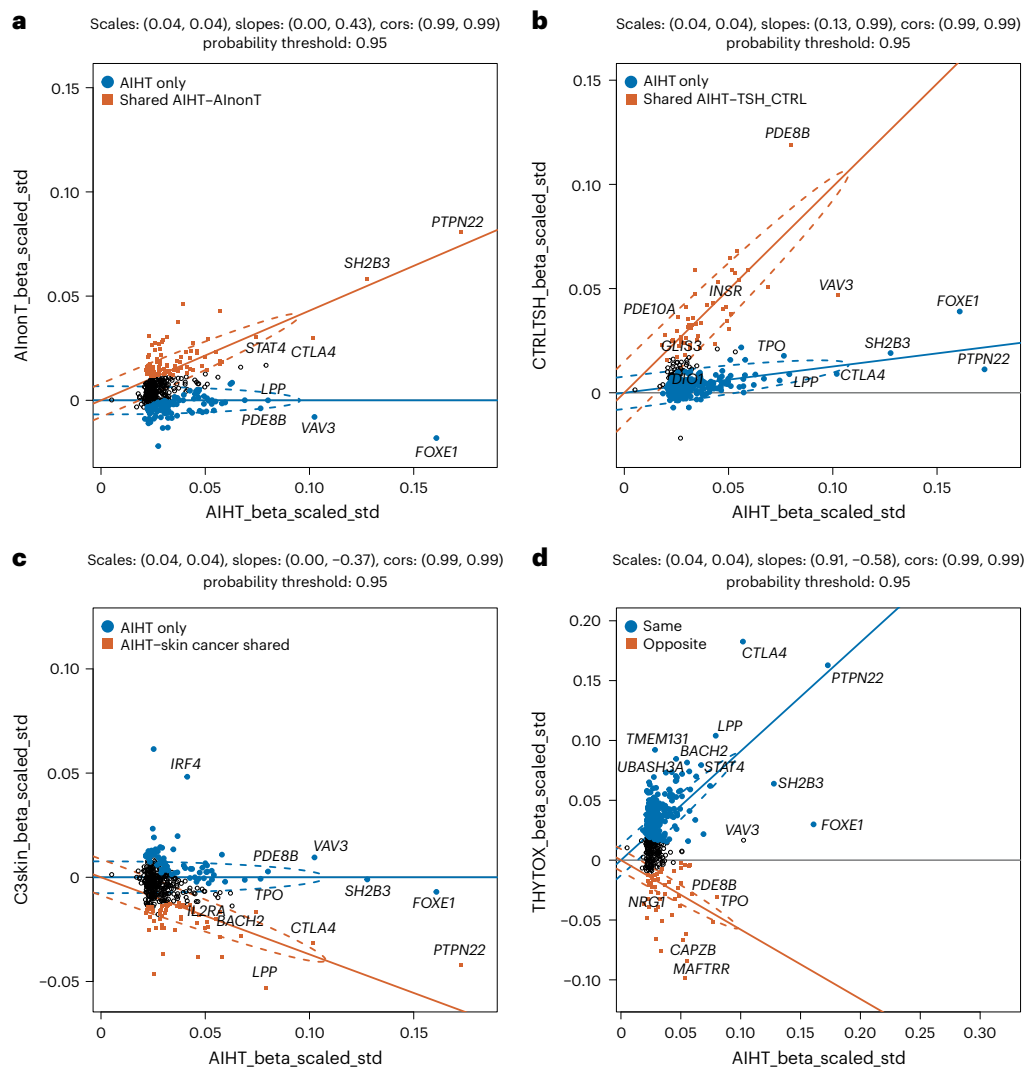 a
Scales: (0.04, 0.04), slopes: (0.00, 0.43), cors: (0.99, 0.99)
probability threshold: 0.95
AIHT only
Shared AIHT–AInonT
0.15
0.10
0.05
0
AInonT_beta_scaled_std
PTPN22
SH2B3
STAT4
CTLA4
LPP
PDE8B
VAV3
FOXE1
0
0.05
0.10
0.15
AIHT_beta_scaled_std
b
Scales: (0.04, 0.04), slopes: (0.13, 0.99), cors: (0.99, 0.99)
probability threshold: 0.95
AIHT only
Shared AIHT–TSH_CTRL
0.15
0.10
0.05
0
CTRLTSH_beta_scaled_std
PDE8B
INSR
VAV3
PDE10A
FOXE1
GLIS3
TPO
SH2B3
PTPN22
DIO1
LPP
CTLA4
0
0.05
0.10
0.15
AIHT_beta_scaled_std
c
Scales: (0.04, 0.04), slopes: (0.00, −0.37), cors: (0.99, 0.99)
probability threshold: 0.95
AIHT only
AIHT–skin cancer shared
0.10
0.05
0
−0.05
C3skin_beta_scaled_std
IRF4
PDE8B
VAV3
TPO
SH2B3
FOXE1
IL2RA
BACH2
CTLA4
PTPN22
LPP
0
0.05
0.10
0.15
AIHT_beta_scaled_std
d
Scales: (0.04, 0.04), slopes: (0.91, −0.58), cors: (0.99, 0.99)
probability threshold: 0.95
Same
Opposite
0.20
0.15
0.10
0.05
0
−0.05
−0.10
THYTOX_beta_scaled_std
CTLA4
PTPN22
LPP
TMEM131
BACH2
UBASH3A
STAT4
SH2B3
VAV3
FOXE1
PDE8B
NRG1
TPO
CAPZB
MAFTRR
0
0.05
0.10
0.15
0.20
0.25
0.30
AIHT_beta_scaled_std